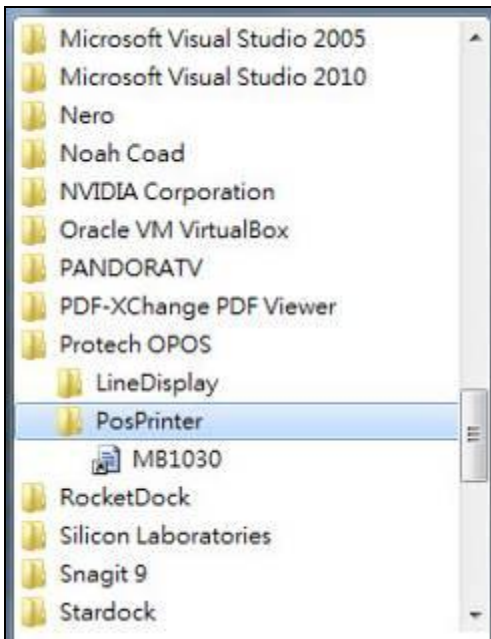 Microsoft Visual Studio 2005
Microsoft Visual Studio 2010
Nero
Noah Coad
NVIDIA Corporation
Oracle VM VirtualBox
PANDORATV
PDF-XChange PDF Viewer
Protech OPOS
LineDisplay
PosPrinter
MB1030
RocketDock
Silicon Laboratories
Snagit 9
Stardock